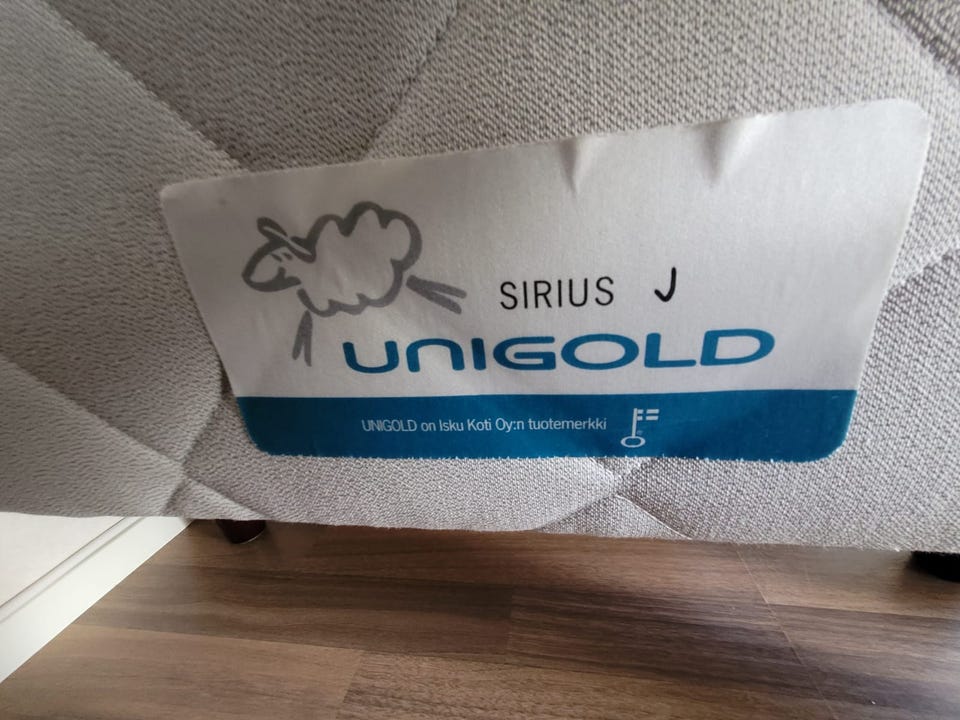 SIRIUS J
UNIGOLD
UNIGOLD on Isku Koti Oy:n tuotemerkki